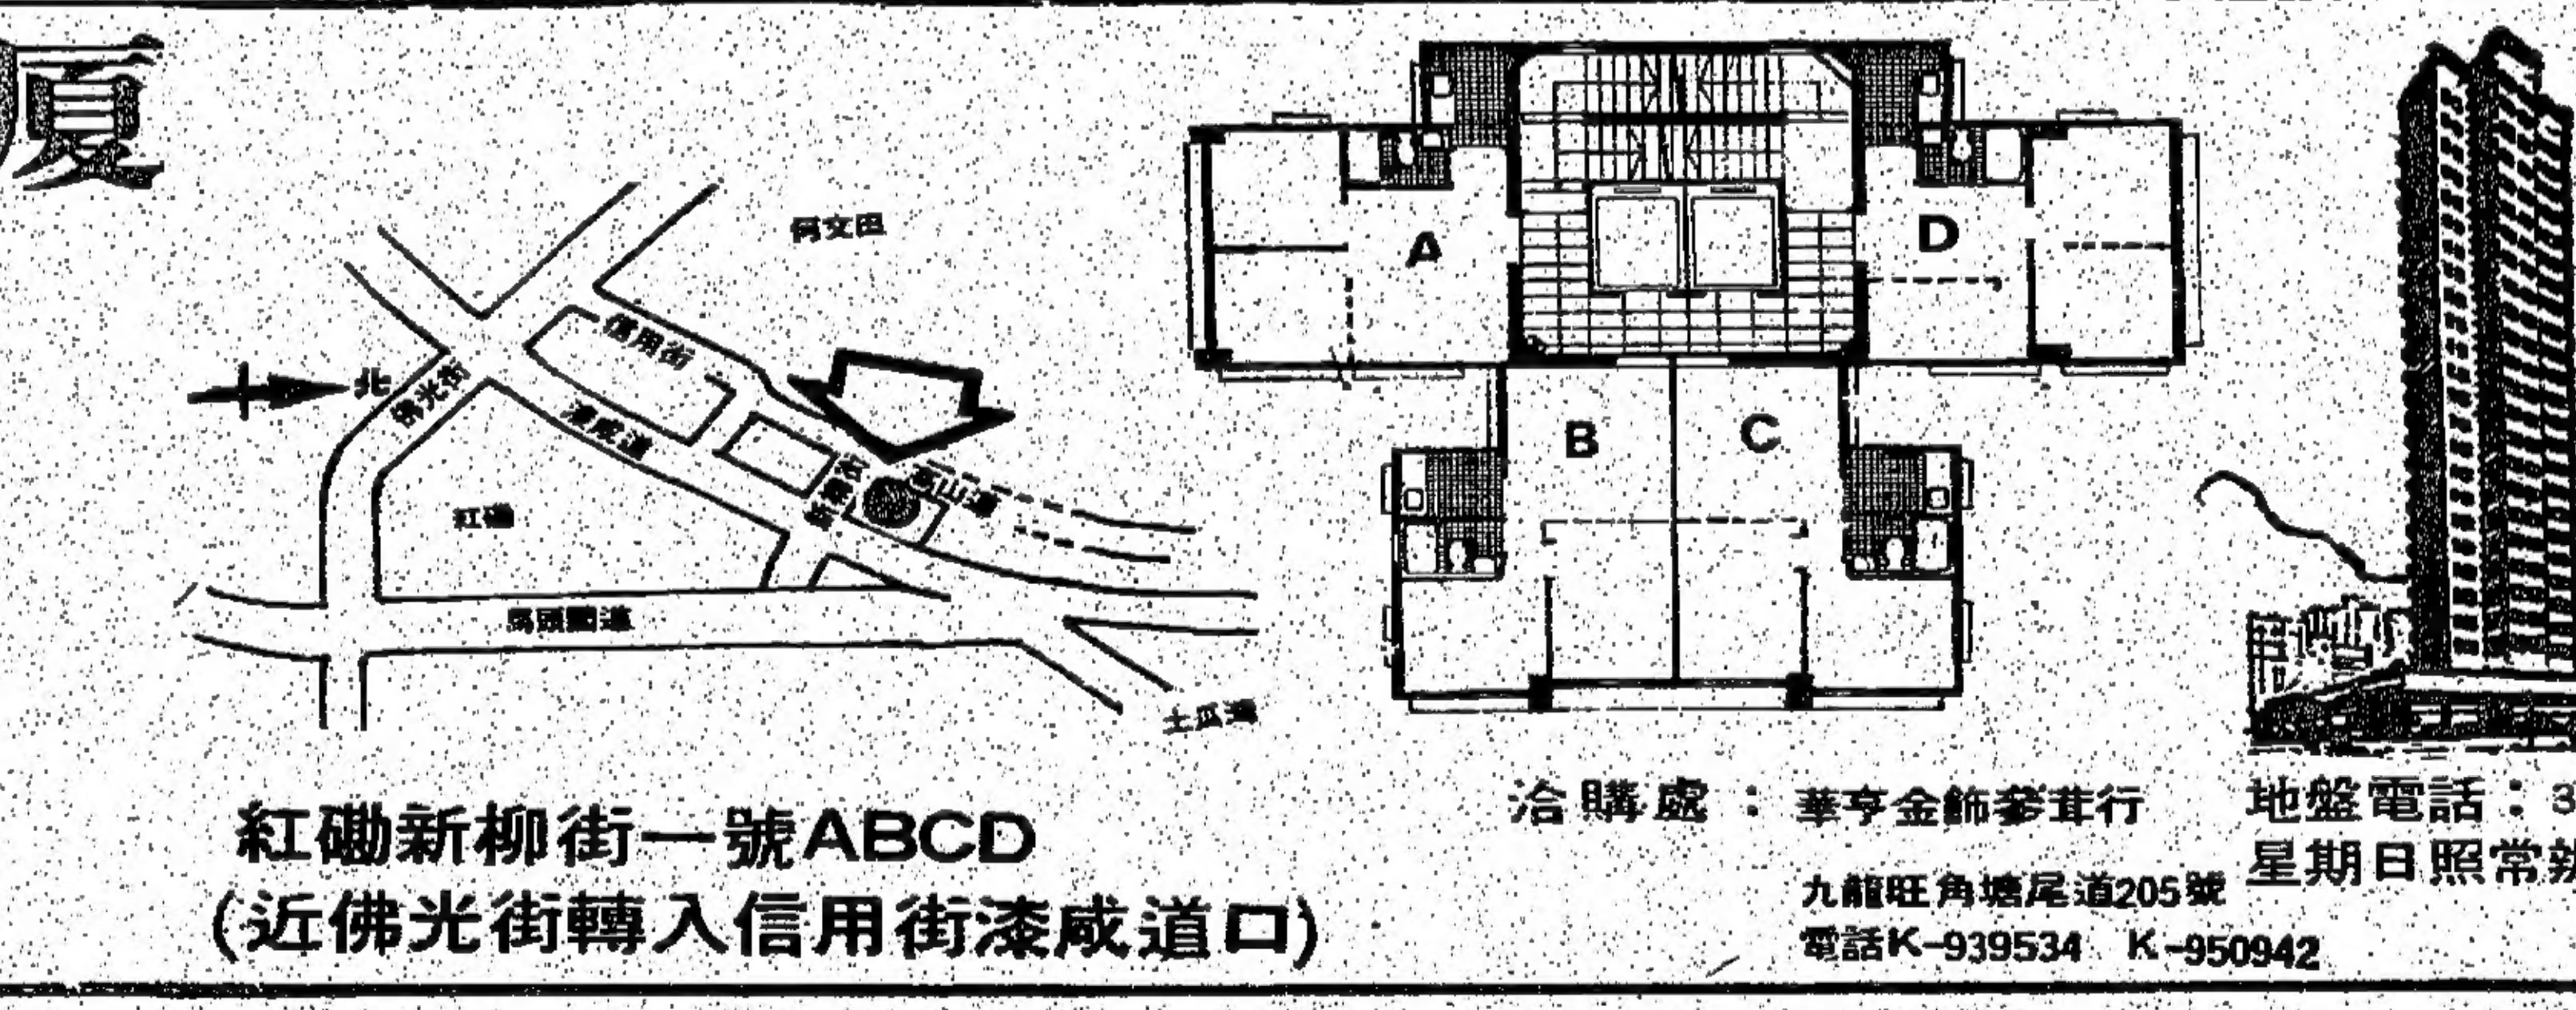 廈
何文田
信用街
北
佛光街
漆咸道
紅磡
馬頭圍道
土瓜灣
A
D
B
C
紅磡新柳街一號ABCD
(近佛光街轉入信用街漆咸道口)
洽購處：華亨金飾蔘茸行
九龍旺角塘尾道205號
電話K-939534 K-950942
地盤電話：3
星期日照常辦